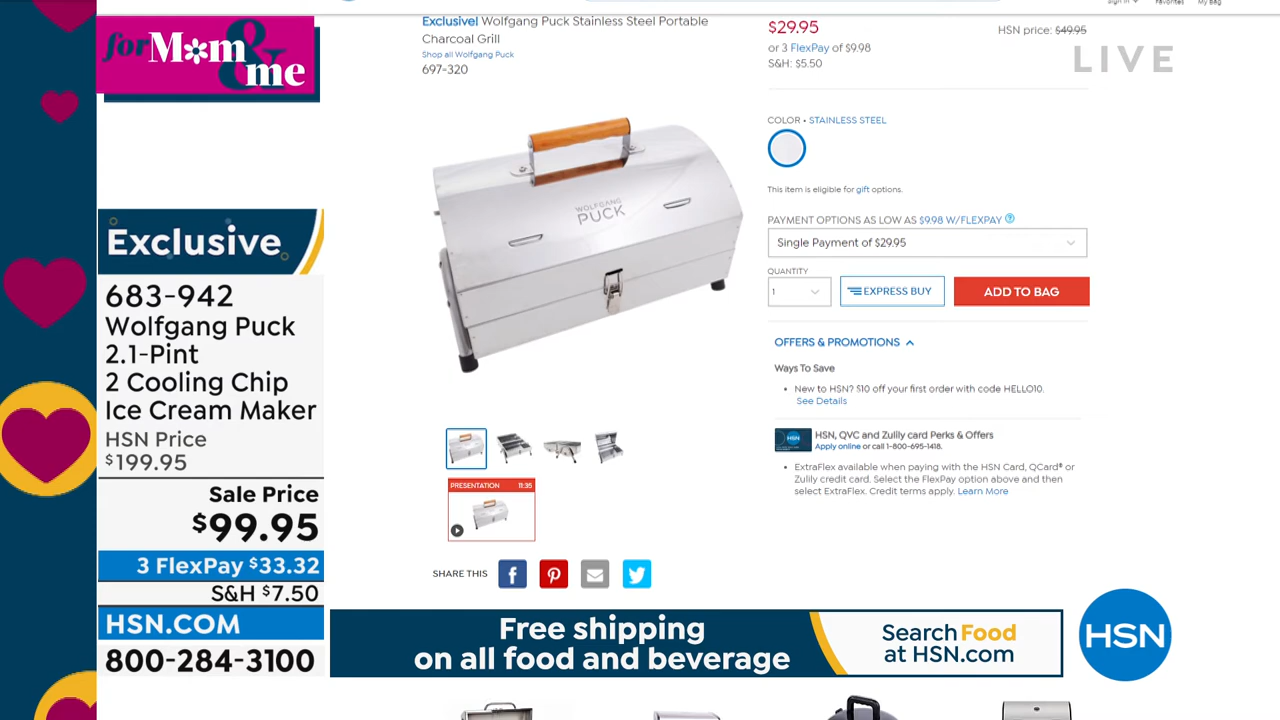 Sign in
Favorites
My Bag
for Mom
& me
Exclusive! Wolfgang Puck Stainless Steel Portable
Charcoal Grill
Shop all Wolfgang Puck
697-320
$29.95
HSN price: $49.95
or 3 FlexPay of $9.98
S&H: $5.50
LIVE
COLOR • STAINLESS STEEL
This item is eligible for gift options.
PAYMENT OPTIONS AS LOW AS $9.98 W/FLEXPAY ?
Single Payment of $29.95
QUANTITY
1
EXPRESS BUY
ADD TO BAG
OFFERS & PROMOTIONS
Ways To Save
• New to HSN? $10 off your first order with code HELLO10.
See Details
HSN
HSN, QVC and Zulily card Perks & Offers
Apply online or call 1-800-695-1418.
• ExtraFlex available when paying with the HSN Card, QCard® or
Zulily credit card. Select the FlexPay option above and then
select ExtraFlex. Credit terms apply. Learn More
WOLFGANG
PUCK
PRESENTATION 11:35
SHARE THIS
Exclusive
683-942
Wolfgang Puck
2.1-Pint
2 Cooling Chip
Ice Cream Maker
HSN Price
$199.95
Sale Price
$99.95
3 FlexPay $33.32
S&H $7.50
HSN.COM
800-284-3100
Free shipping
on all food and beverage
Search Food
at HSN.com
HSN